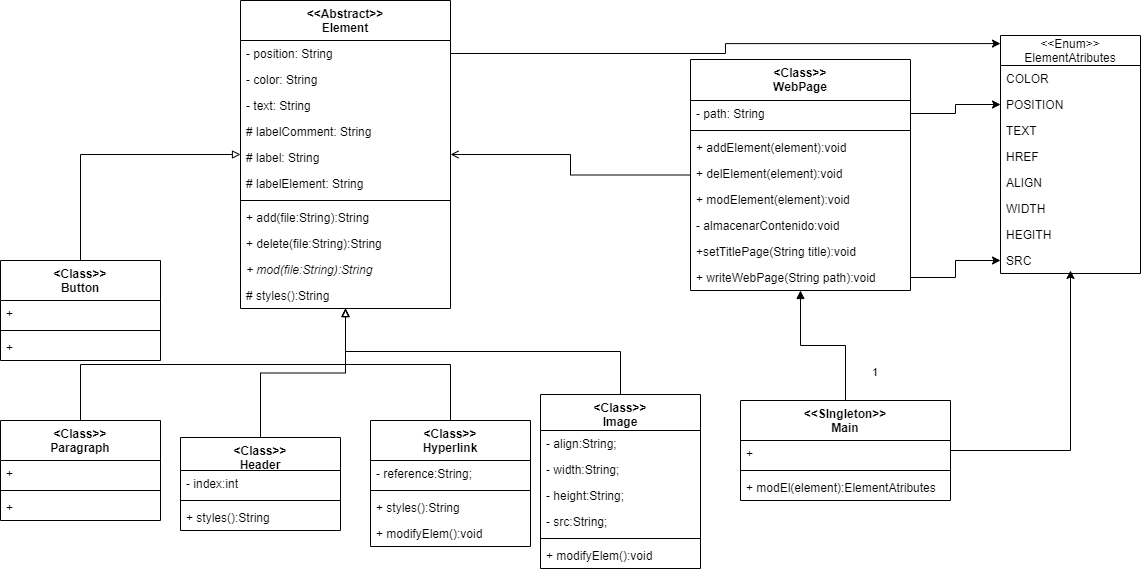 <<Abstract>>
Element
- position: String
- color: String
- text: String
# labelComment: String
# label: String
# labelElement: String
+ add(file:String):String
+ delete(file:String):String
+ mod(file:String):String
# styles():String
<Class>>
WebPage
- path: String
+ addElement(element):void
+ delElement(element):void
+ modElement(element):void
- almacenarContenido:void
+setTitlePage(String title):void
+ writeWebPage(String path):void
<<Enum>>
ElementAtributes
COLOR
POSITION
TEXT
HREF
ALIGN
WIDTH
HEGITH
SRC
<Class>>
Button
+
+
<Class>>
Paragraph
+
+
<Class>>
Header
- index:int
+ styles():String
<Class>>
Hyperlink
- reference:String;
+ styles():String
+ modifyElem():void
<Class>>
Image
- align:String;
- width:String;
- height:String;
- src:String;
+ modifyElem():void
1
<<SIngleton>>
Main
+
+ modEl(element):ElementAtributes